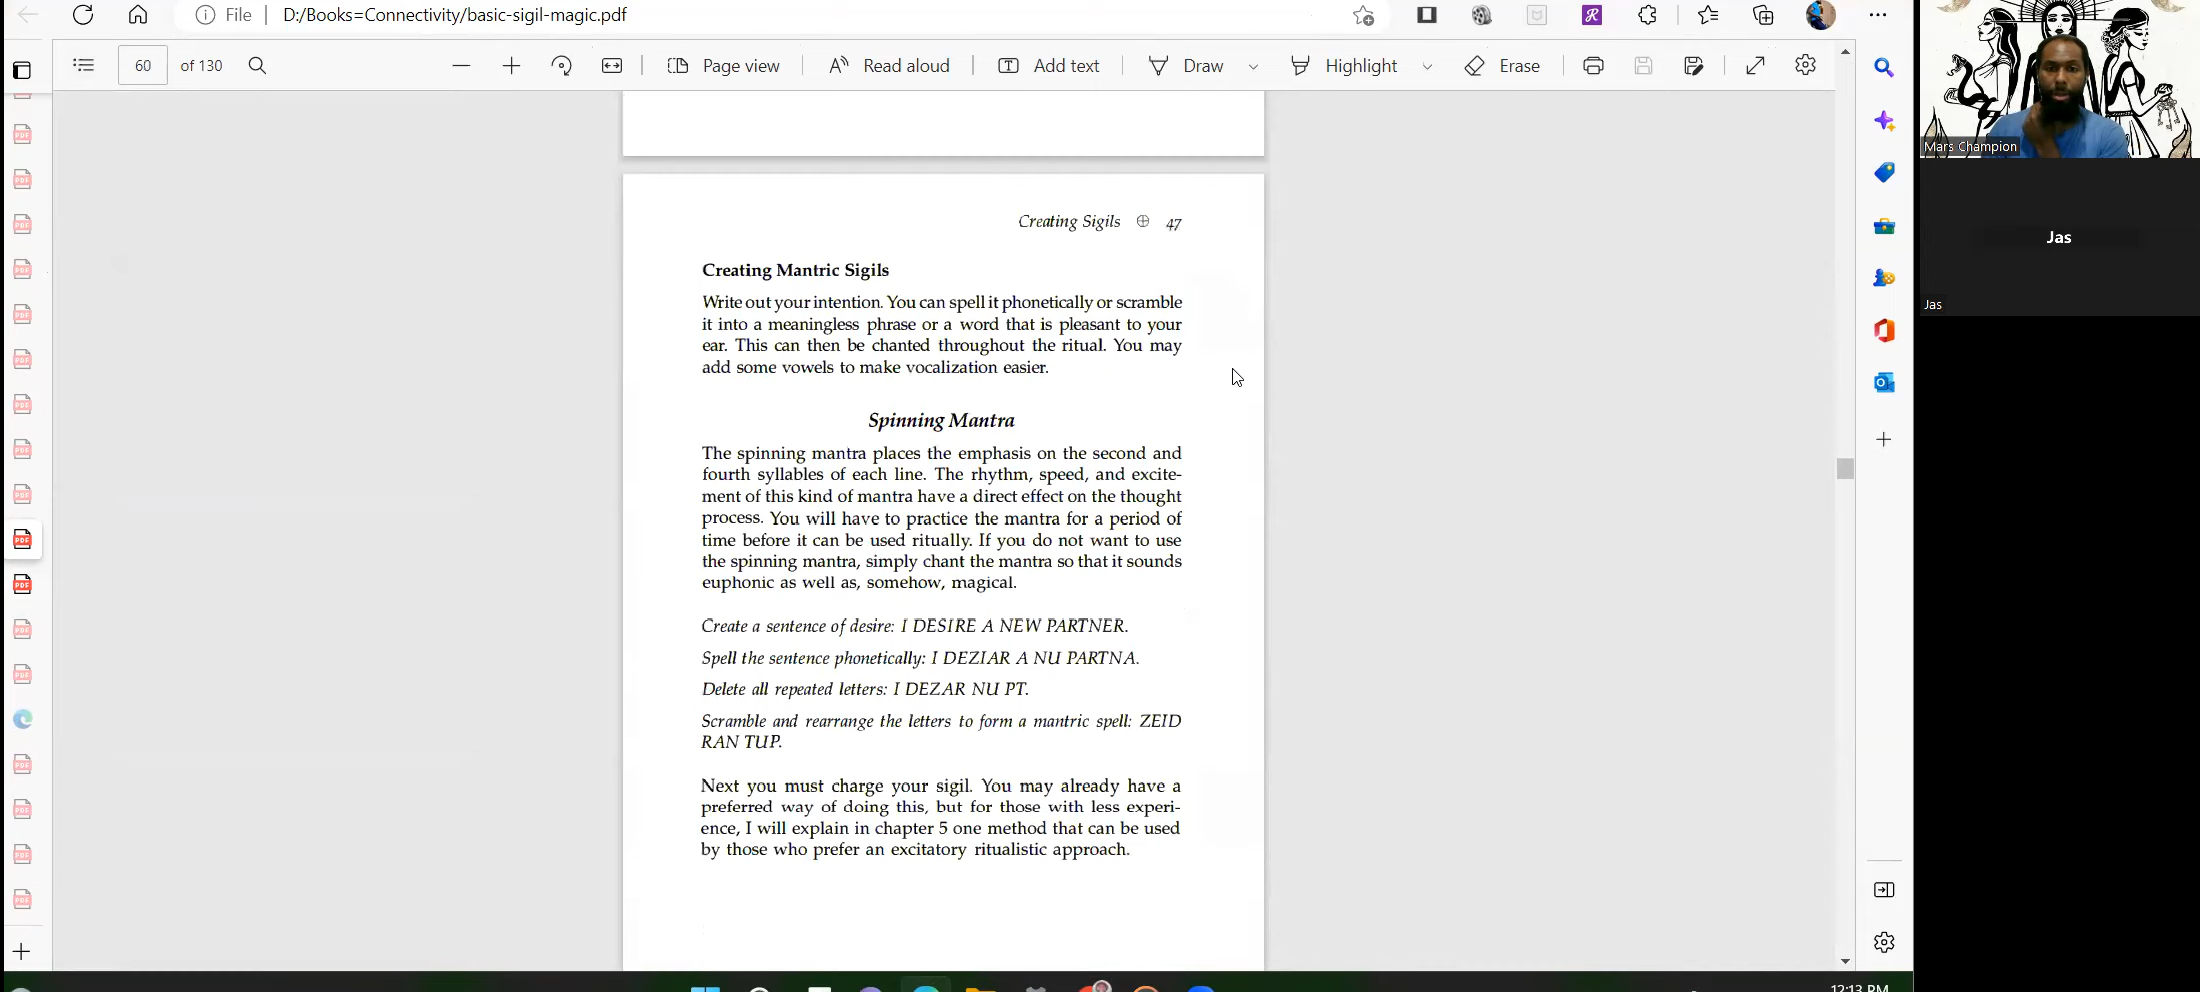 File
D:/Books=Connectivity/basic-sigil-magic.pdf
60 of 130
Page view
Read aloud
Add text
Draw
Highlight
Erase
Mars Champion
Jas
Jas
Creating Sigils ⊕ 47
Creating Mantric Sigils
Write out your intention. You can spell it phonetically or scramble
it into a meaningless phrase or a word that is pleasant to your
ear. This can then be chanted throughout the ritual. You may
add some vowels to make vocalization easier.
Spinning Mantra
The spinning mantra places the emphasis on the second and
fourth syllables of each line. The rhythm, speed, and excite-
ment of this kind of mantra have a direct effect on the thought
process. You will have to practice the mantra for a period of
time before it can be used ritually. If you do not want to use
the spinning mantra, simply chant the mantra so that it sounds
euphonic as well as, somehow, magical.
Create a sentence of desire: I DESIRE A NEW PARTNER.
Spell the sentence phonetically: I DEZIAR A NU PARTNA.
Delete all repeated letters: I DEZAR NU PT.
Scramble and rearrange the letters to form a mantric spell: ZEID
RAN TUP.
Next you must charge your sigil. You may already have a
preferred way of doing this, but for those with less experi-
ence, I will explain in chapter 5 one method that can be used
by those who prefer an excitatory ritualistic approach.
12:13 PM